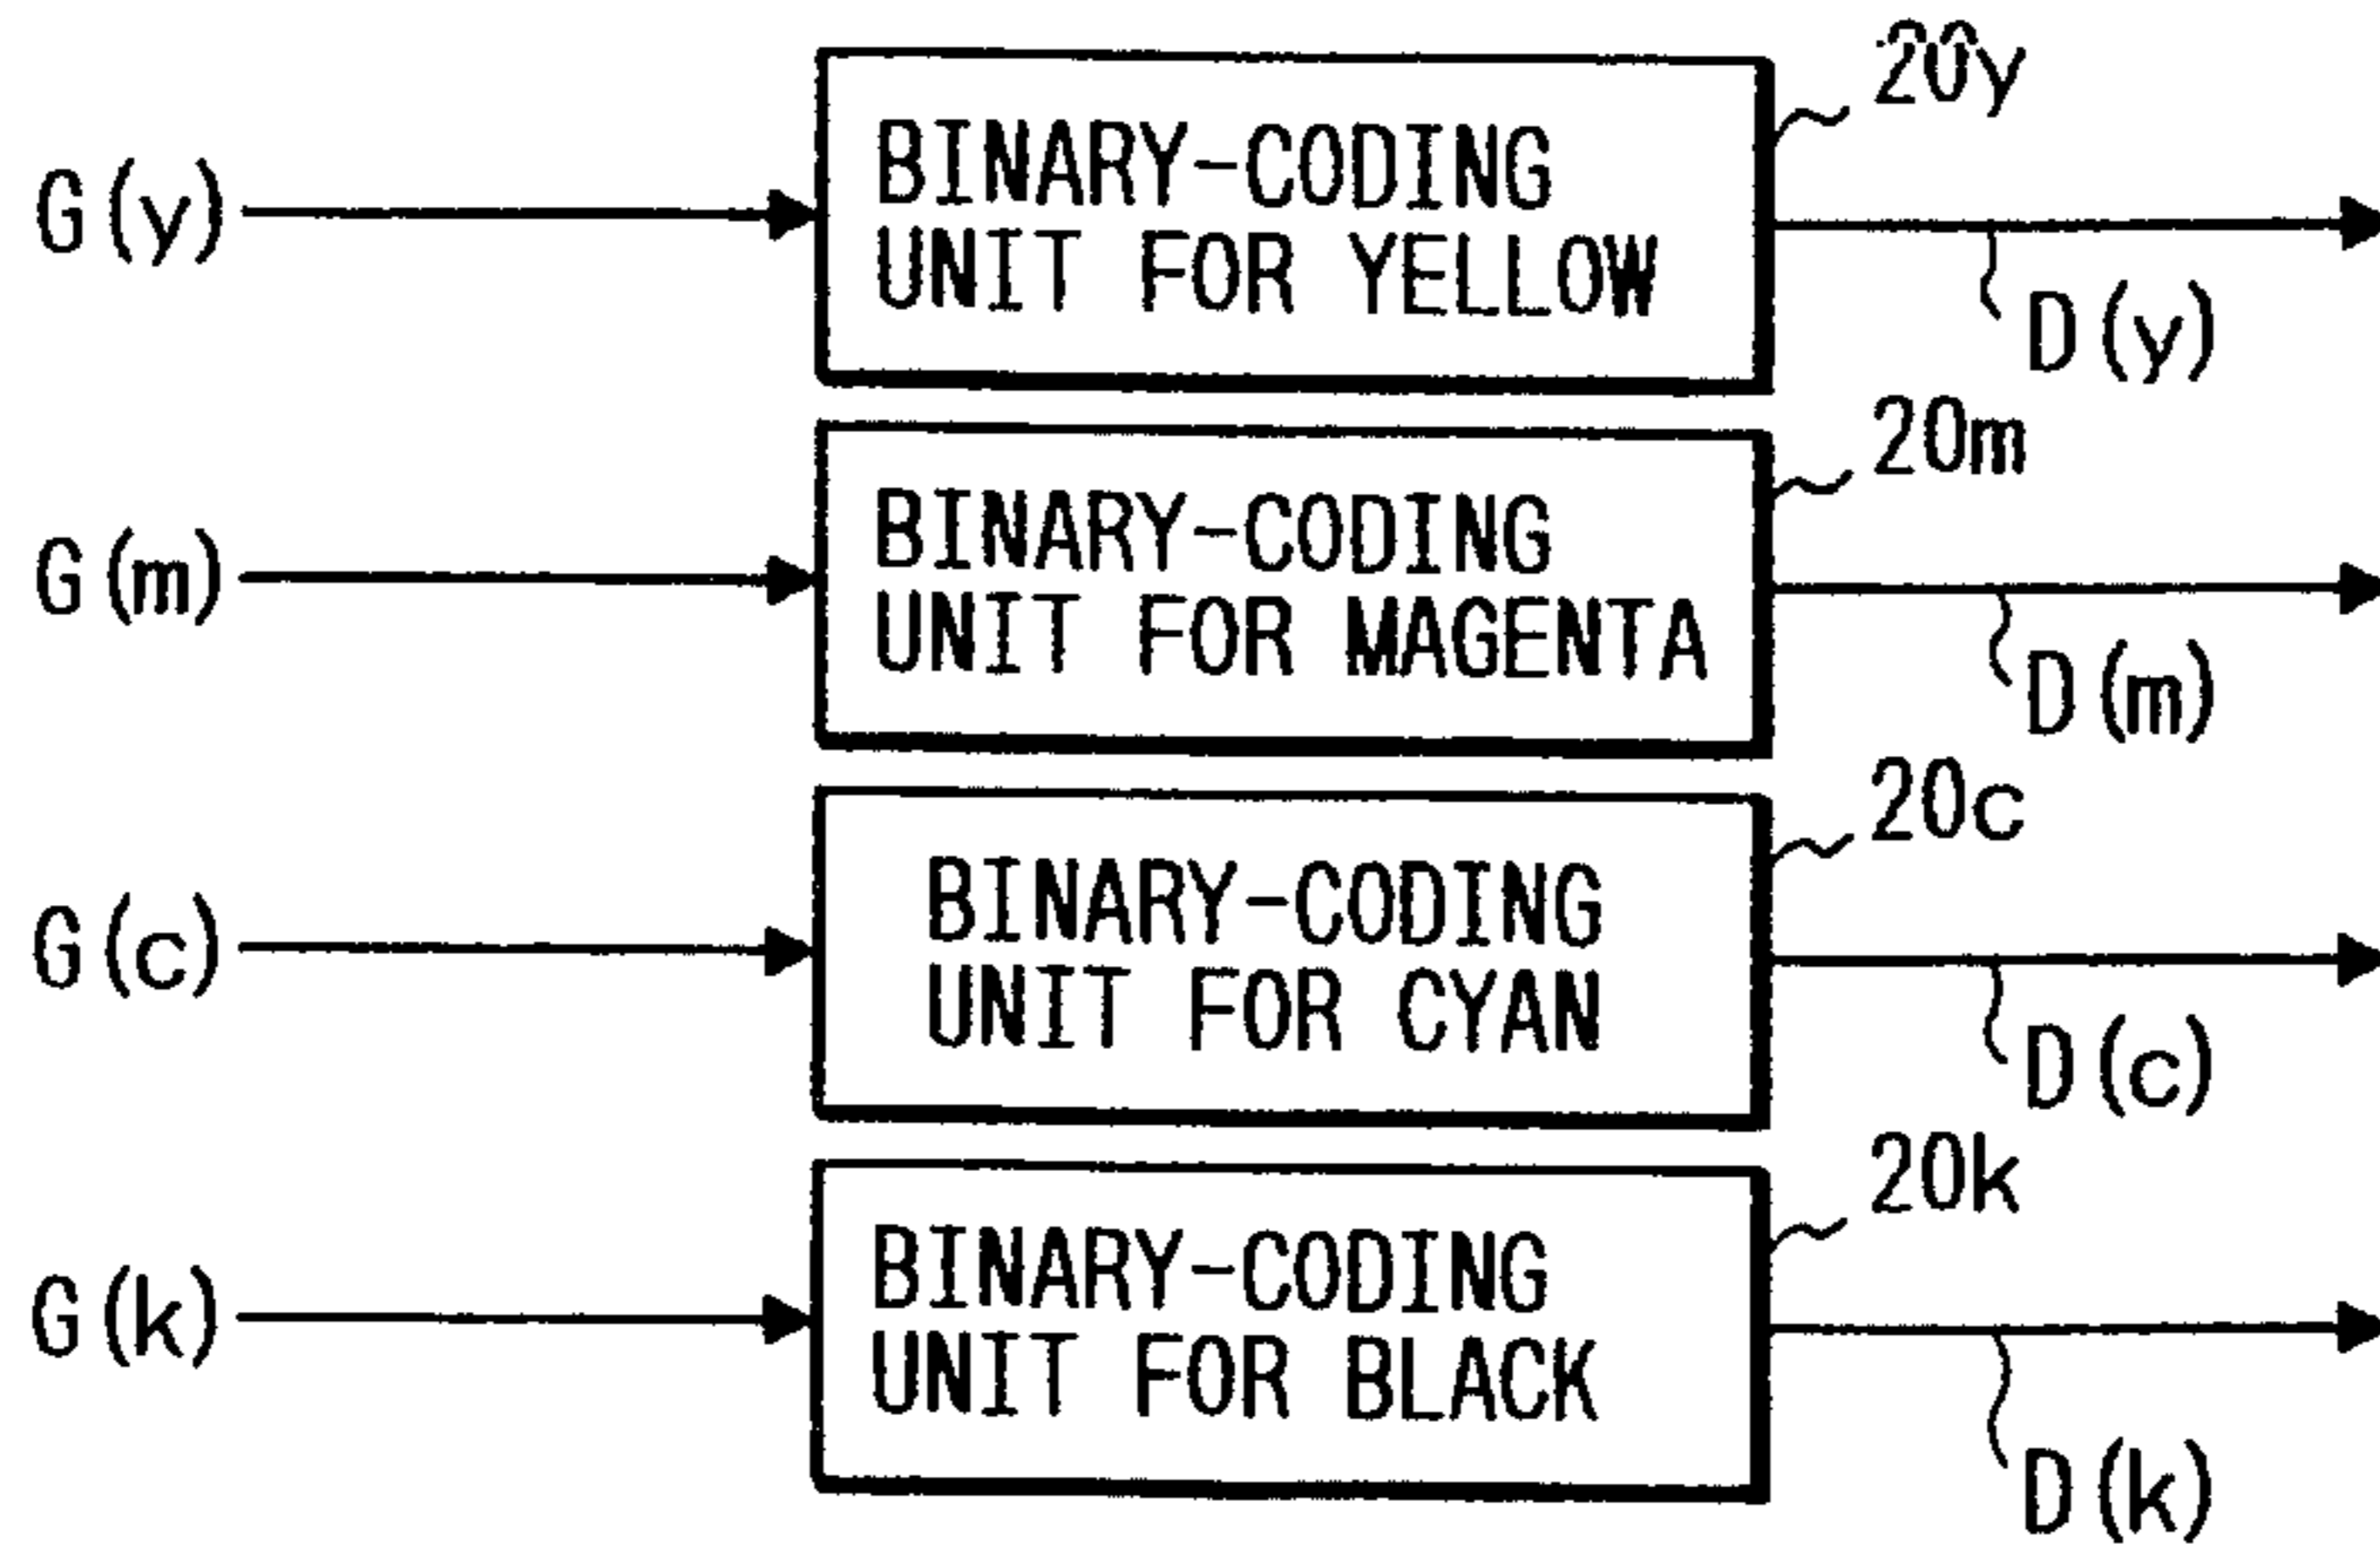 20y
G(y)
BINARY-CODING
UNIT FOR YELLOW
D(y)
20m
G(m)
BINARY-CODING
UNIT FOR MAGENTA
D(m)
20c
G(c)
BINARY-CODING
UNIT FOR CYAN
D(c)
20k
G(k)
BINARY-CODING
UNIT FOR BLACK
D(k)